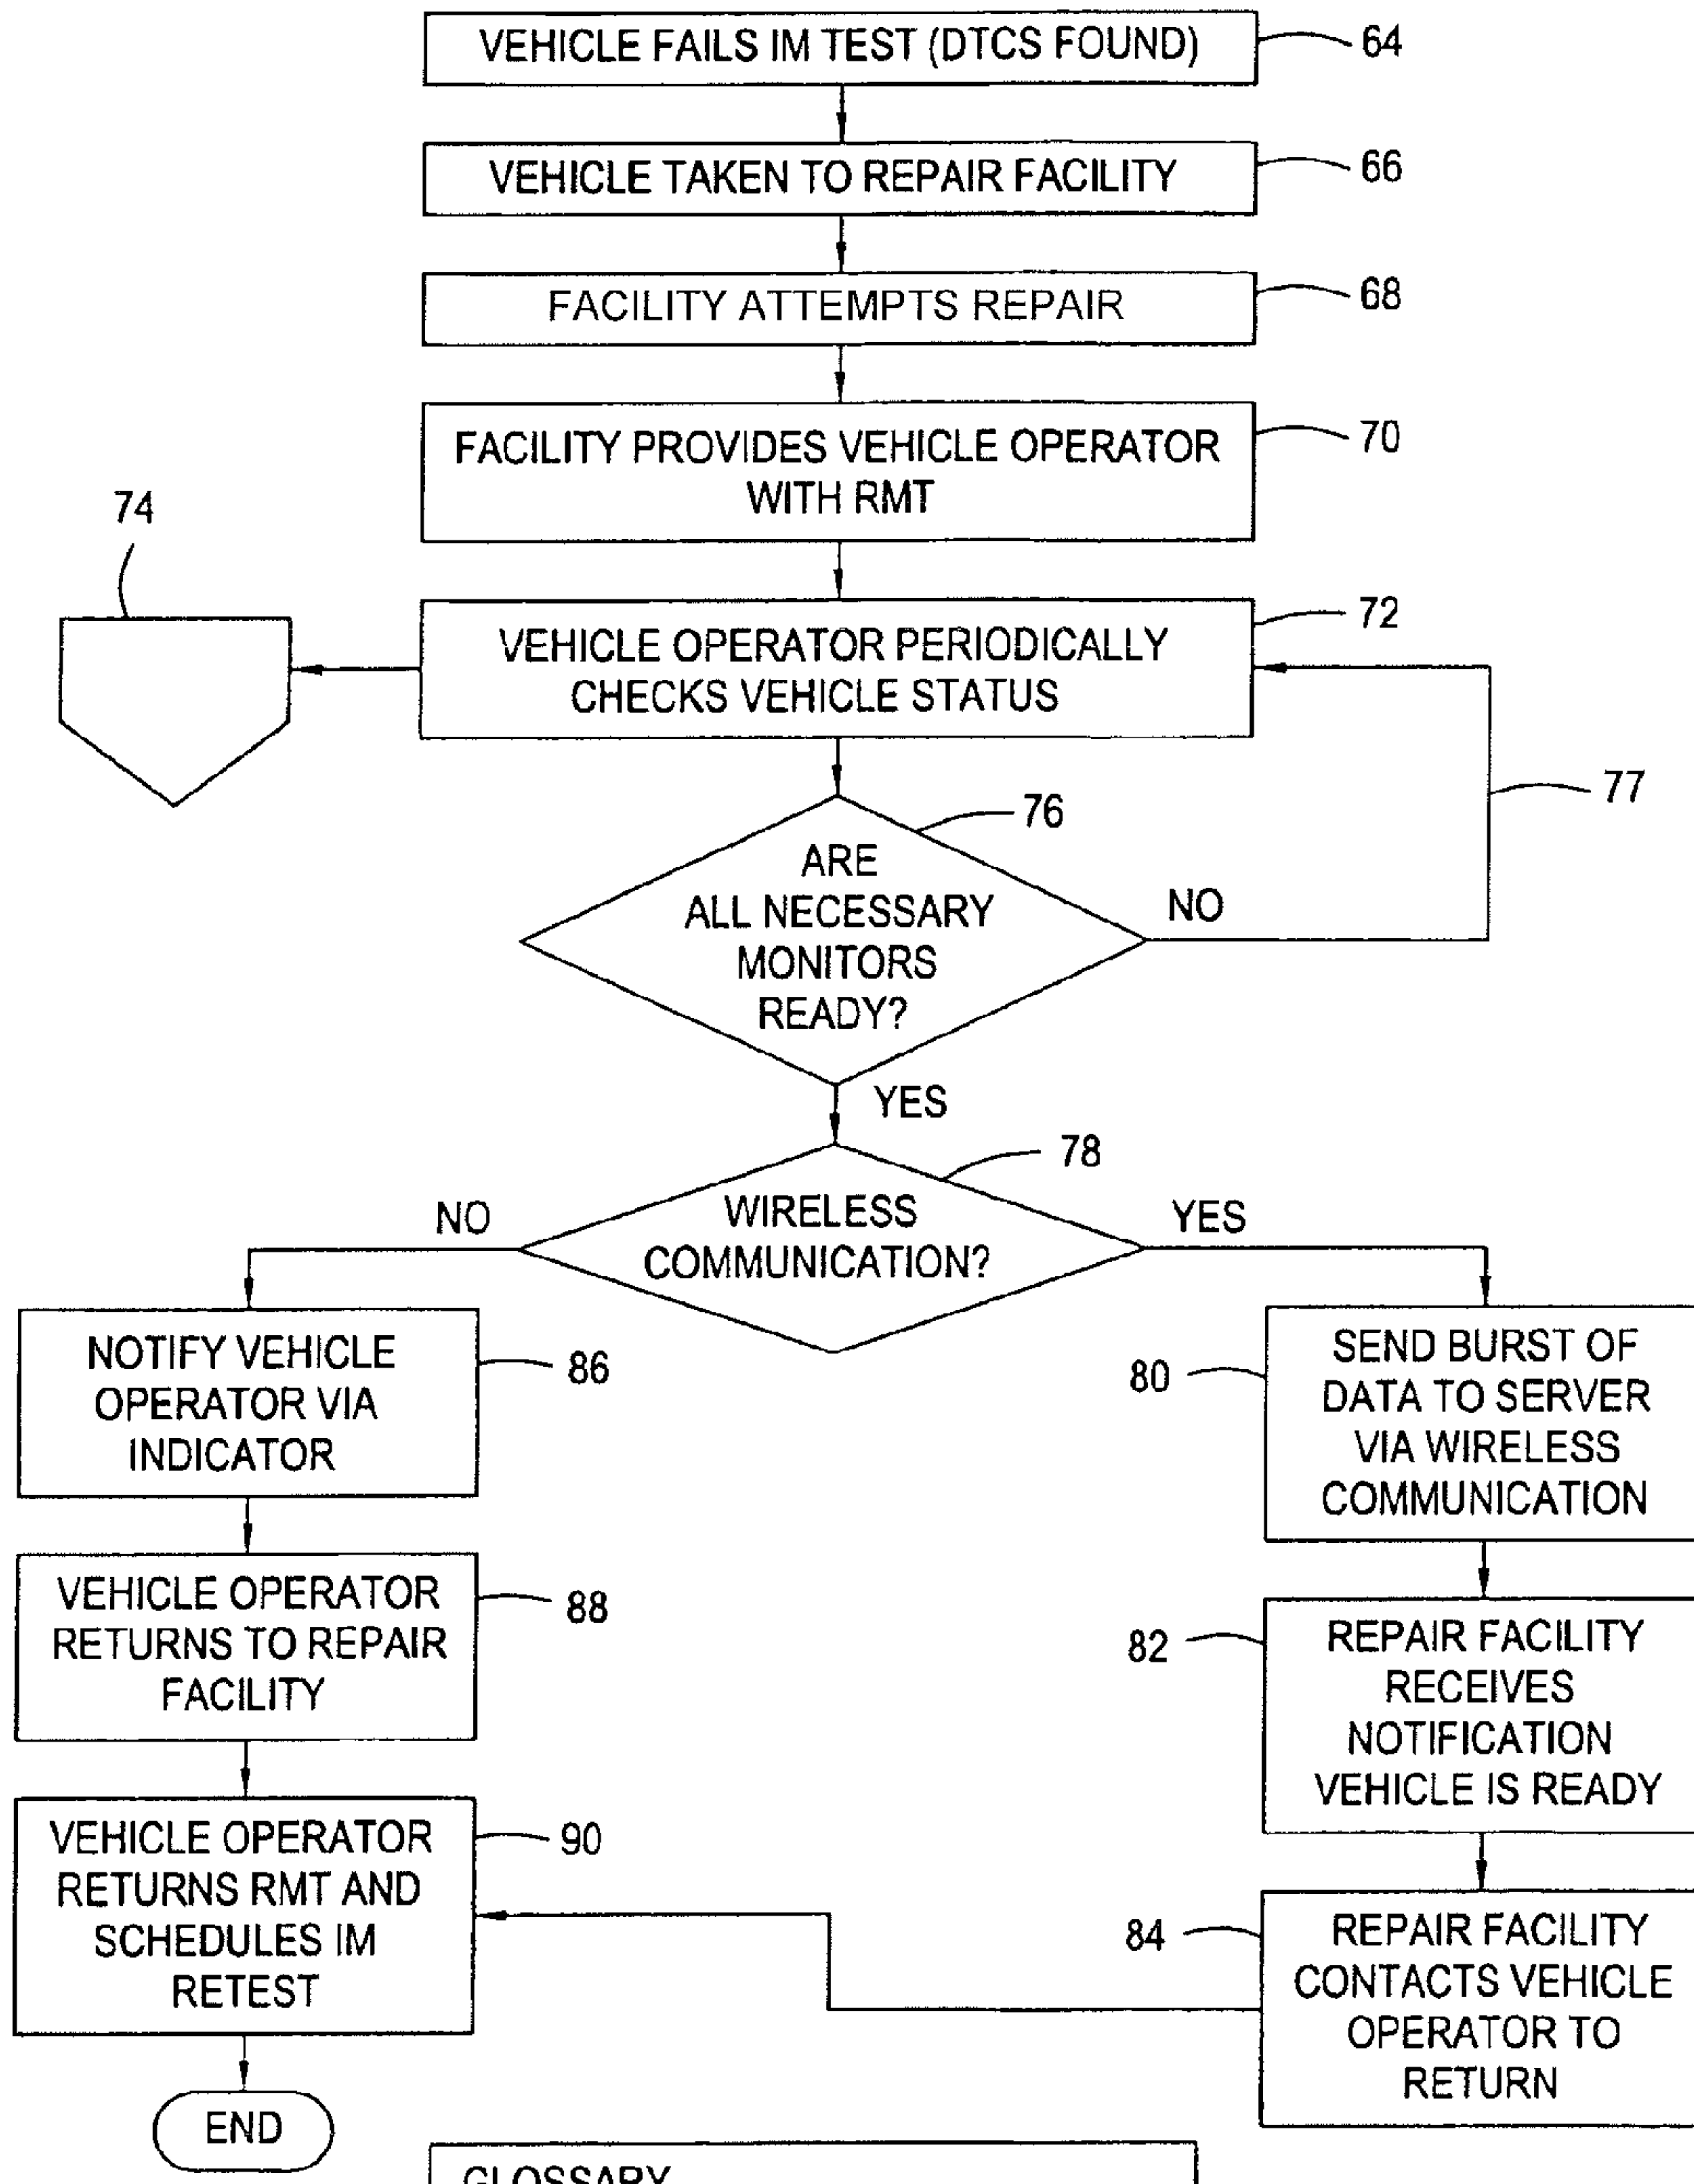 VEHICLE FAILS IM TEST (DTCS FOUND)
64
VEHICLE TAKEN TO REPAIR FACILITY
66
FACILITY ATTEMPTS REPAIR
68
FACILITY PROVIDES VEHICLE OPERATOR
WITH RMT
70
74
VEHICLE OPERATOR PERIODICALLY
CHECKS VEHICLE STATUS
72
77
76
ARE
ALL NECESSARY
MONITORS
READY?
NO
YES
78
WIRELESS
COMMUNICATION?
NO
YES
NOTIFY VEHICLE
OPERATOR VIA
INDICATOR
86
80
SEND BURST OF
DATA TO SERVER
VIA WIRELESS
COMMUNICATION
VEHICLE OPERATOR
RETURNS TO REPAIR
FACILITY
88
82
REPAIR FACILITY
RECEIVES
NOTIFICATION
VEHICLE IS READY
VEHICLE OPERATOR
RETURNS RMT AND
SCHEDULES IM
RETEST
90
84
REPAIR FACILITY
CONTACTS VEHICLE
OPERATOR TO
RETURN
END
GLOSSARY